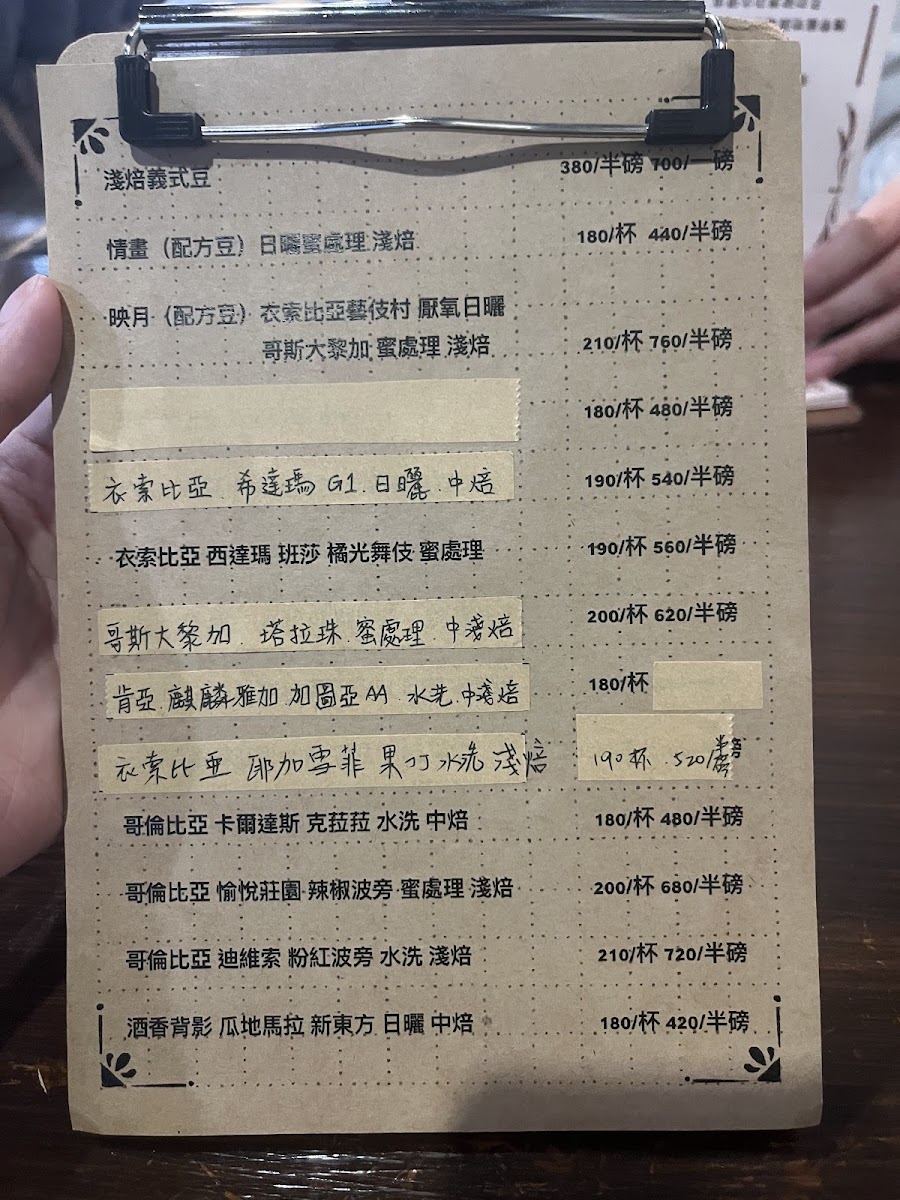 淺焙義式豆 380/半磅 700/一磅
情畫（配方豆）日曬蜜處理 淺焙 180/杯 440/半磅
映月（配方豆）衣索比亞藝伎村 厭氧日曬
哥斯大黎加 蜜處理 淺焙 210/杯 760/半磅
180/杯 480/半磅
衣索比亞 希達瑪 G1.日曬.中焙 190/杯 540/半磅
衣索比亞 西達瑪 班莎 橘光舞伎 蜜處理 190/杯 560/半磅
哥斯大黎加.塔拉珠.蜜處理.中淺焙 200/杯 620/半磅
肯亞.麒麟雅加.加圖亞AA.水洗.中淺焙 180/杯
衣索比亞 耶加雪菲 果丁水洗 淺焙 190杯.520/半磅
哥倫比亞 卡爾達斯 克菈菈 水洗 中焙 180/杯 480/半磅
哥倫比亞 愉悅莊園 辣椒波旁 蜜處理 淺焙 200/杯 680/半磅
哥倫比亞 迪維索 粉紅波旁 水洗 淺焙 210/杯 720/半磅
酒香背影 瓜地馬拉 新東方 日曬 中焙 180/杯 420/半磅